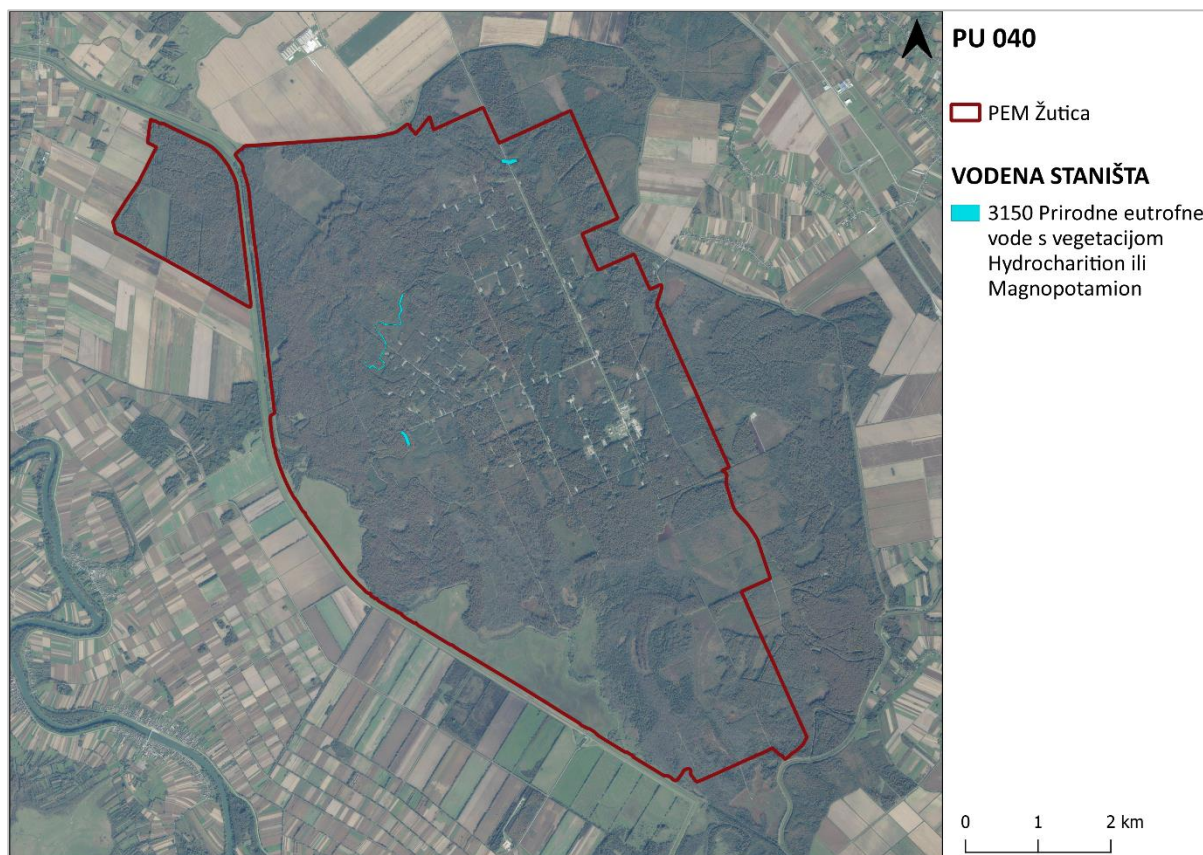 PU 040
PEM Žutica
VODENA STANIŠTA
3150 Prirodne eutrofne
vode s vegetacijom
Hydrocharition ili
Magnopotamion
0 1 2 km